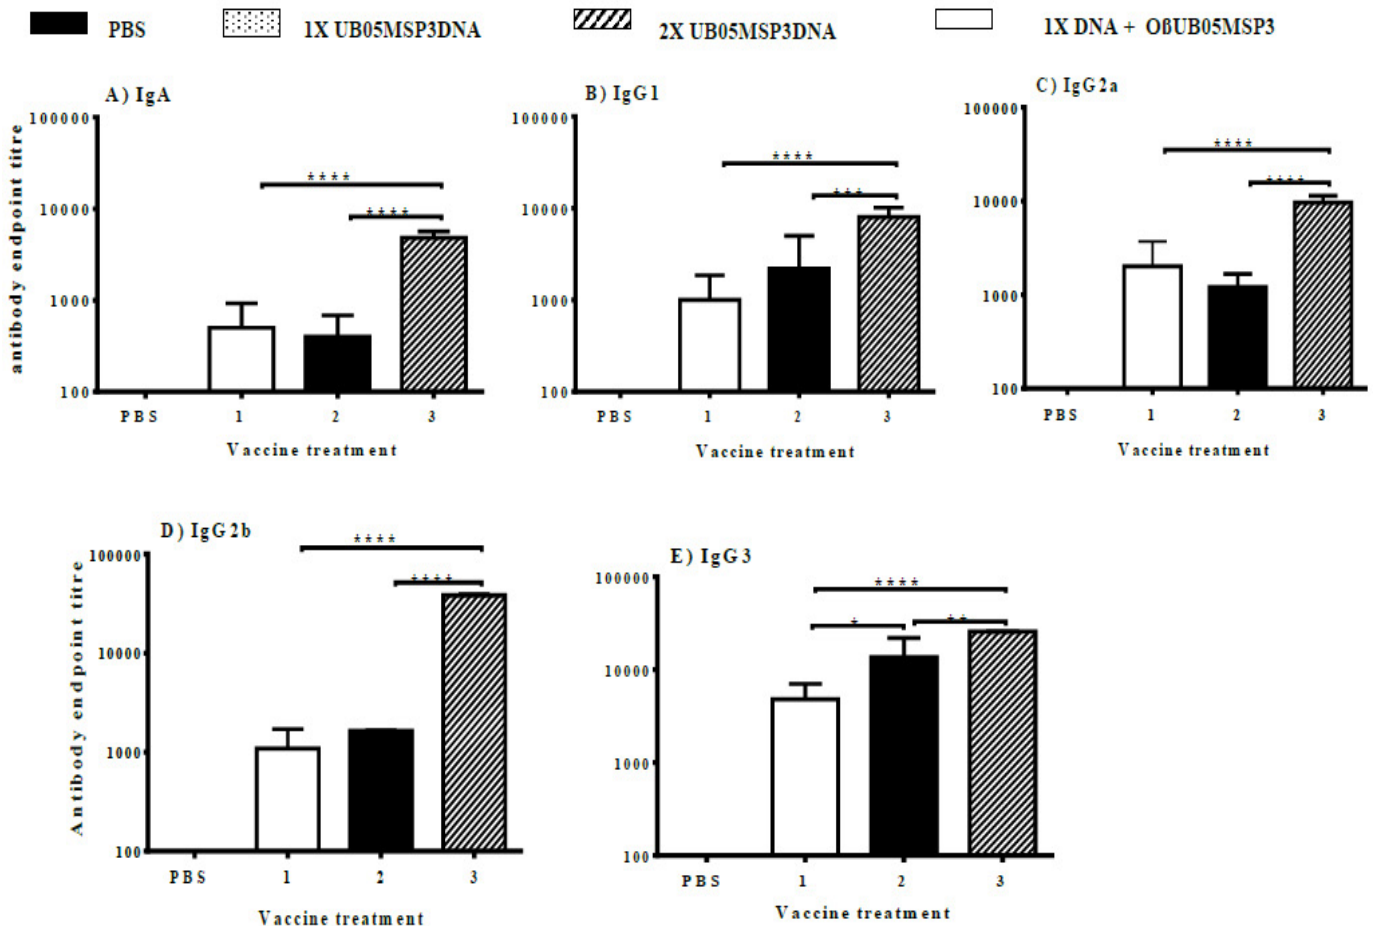 PBS
1X UB05MSP3DNA
2X UB05MSP3DNA
1X DNA + OßUB05MSP3
A) IgA
antibody endpoint titre
100000
10000
1000
100
****
****
PBS 1 2 3
Vaccine treatment
B) IgG1
100000
10000
1000
100
****
***
PBS 1 2 3
Vaccine treatment
C) IgG2a
100000
10000
1000
100
****
****
PBS 1 2 3
Vaccine treatment
D) IgG2b
Antibody endpoint titre
100000
10000
1000
100
****
****
PBS 1 2 3
Vaccine treatment
E) IgG3
100000
10000
1000
100
****
*
**
PBS 1 2 3
Vaccine treatment